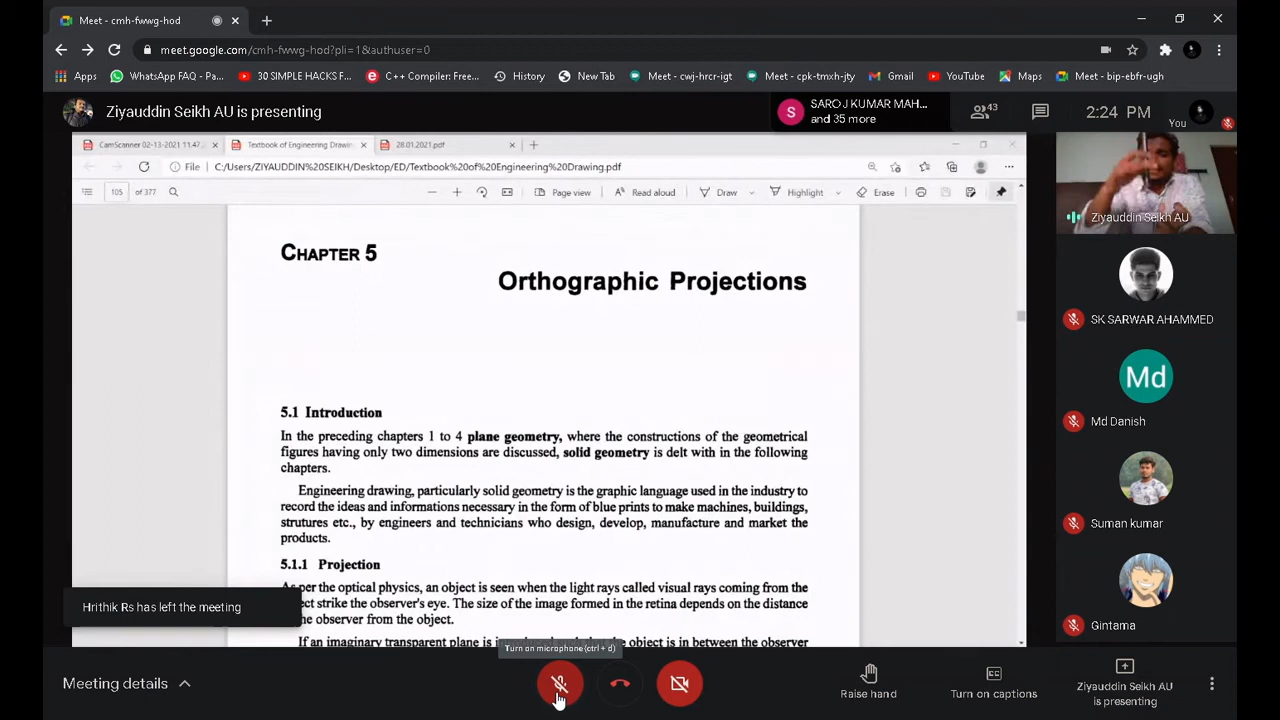 Meet - cmh-fwwg-hod
meet.google.com/cmh-fwwg-hod?pli=1&authuser=0
Apps WhatsApp FAQ - Pa... 30 SIMPLE HACKS F... C++ Compiler: Free... History New Tab Meet - cwj-hrcr-igt Meet - cpk-tmxh-jty Gmail YouTube Maps Meet - bip-ebfr-ugh
Ziyauddin Seikh AU is presenting
S SAROJ KUMAR MAH...
and 35 more
43
2:24 PM
You
CamScanner 02-13-2021 11.47 Textbook of Engineering Drawin 28.01.2021.pdf
File C:/Users/ZIYAUDDIN%20SEIKH/Desktop/ED/Textbook%20of%20Engineering%20Drawing.pdf
105 of 377 Page view Read aloud Draw Highlight Erase
CHAPTER 5
Orthographic Projections
5.1 Introduction
In the preceding chapters 1 to 4 plane geometry, where the constructions of the geometrical
figures having only two dimensions are discussed, solid geometry is delt with in the following
chapters.
Engineering drawing, particularly solid geometry is the graphic language used in the industry to
record the ideas and informations necessary in the form of blue prints to make machines, buildings,
strutures etc., by engineers and technicians who design, develop, manufacture and market the
products.
5.1.1 Projection
As per the optical physics, an object is seen when the light rays called visual rays coming from the
ect strike the observer's eye. The size of the image formed in the retina depends on the distance
he observer from the object.
If an imaginary transparent plane is the object is in between the observer
Hrithik Rs has left the meeting
Ziyauddin Seikh AU
SK SARWAR AHAMMED
Md
Md Danish
Suman kumar
Gintama
Turn on microphone (ctrl + d)
Meeting details
Raise hand
Turn on captions
Ziyauddin Seikh AU
is presenting